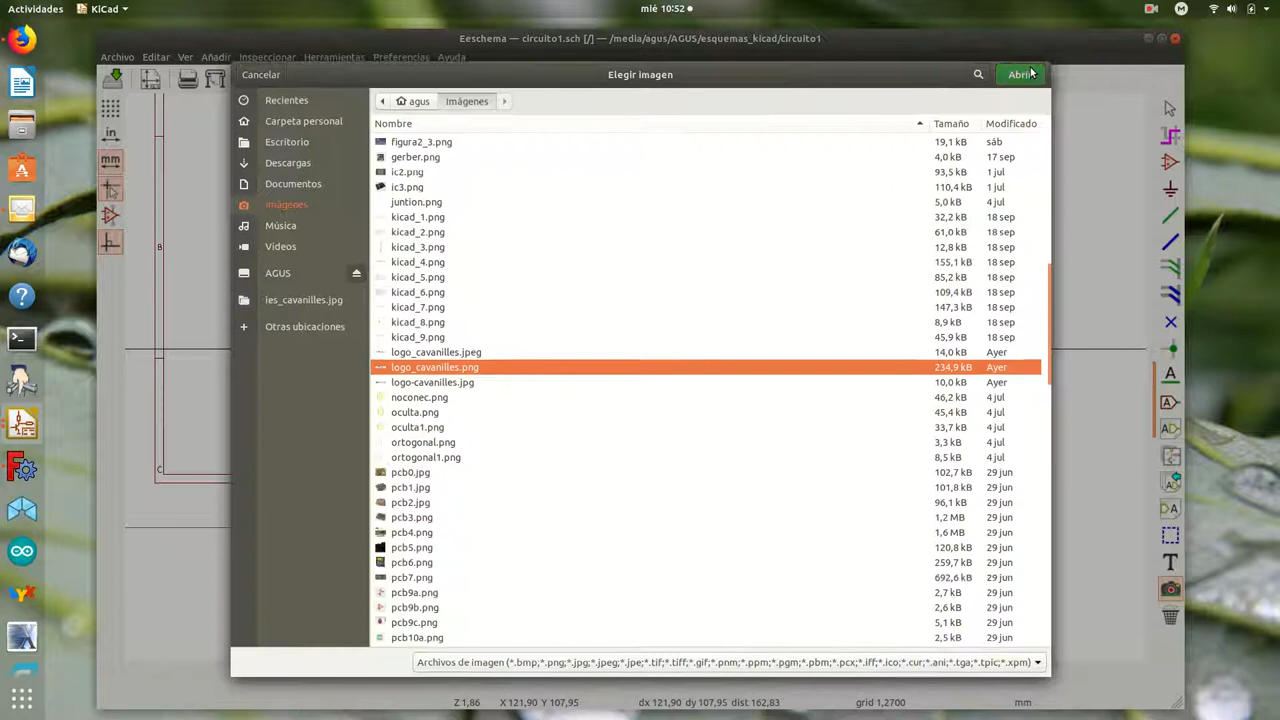 Actividades KiCad mié 10:52
Eeschema — circuito1.sch [/] — /media/agus/AGUS/esquemas_kicad/circuito1
Archivo Editar Ver Añadir Inspeccionar Herramientas Preferencias Ayuda
Cancelar Elegir imagen Abrir
agus Imágenes
Recientes
Carpeta personal
Escritorio
Descargas
Documentos
Imágenes
Música
Vídeos
AGUS
ies_cavanilles.jpg
Otras ubicaciones
Nombre Tamaño Modificado
figura2_3.png 19,1 kB sáb
gerber.png 4,0 kB 17 sep
ic2.png 93,5 kB 1 jul
ic3.png 110,4 kB 1 jul
juntion.png 5,0 kB 4 jul
kicad_1.png 32,2 kB 18 sep
kicad_2.png 61,0 kB 18 sep
kicad_3.png 12,8 kB 18 sep
kicad_4.png 155,1 kB 18 sep
kicad_5.png 85,2 kB 18 sep
kicad_6.png 109,4 kB 18 sep
kicad_7.png 147,3 kB 18 sep
kicad_8.png 8,9 kB 18 sep
kicad_9.png 45,9 kB 18 sep
logo_cavanilles.jpeg 14,0 kB Ayer
logo_cavanilles.png 234,9 kB Ayer
logo-cavanilles.jpg 10,0 kB Ayer
noconec.png 46,2 kB 4 jul
oculta.png 45,4 kB 4 jul
oculta1.png 33,7 kB 4 jul
ortogonal.png 3,3 kB 4 jul
ortogonal1.png 8,5 kB 4 jul
pcb0.jpg 102,7 kB 29 jun
pcb1.jpg 101,8 kB 29 jun
pcb2.jpg 96,1 kB 29 jun
pcb3.png 1,2 MB 29 jun
pcb4.png 1,6 MB 29 jun
pcb5.png 120,8 kB 29 jun
pcb6.png 259,7 kB 29 jun
pcb7.png 692,6 kB 29 jun
pcb9a.png 2,7 kB 29 jun
pcb9b.png 2,6 kB 29 jun
pcb9c.png 5,1 kB 29 jun
pcb10a.png 2,5 kB 29 jun
Archivos de imagen (*.bmp;*.png;*.jpg;*.jpeg;*.jpe;*.tif;*.tiff;*.gif;*.pnm;*.ppm;*.pgm;*.pbm;*.pcx;*.iff;*.ico;*.cur;*.ani;*.tga;*.tpic;*.xpm)
in
mm
B
C
A
T
Z 1,86 X 121,90 Y 107,95 dx 121,90 dy 107,95 dist 162,83 grid 1,2700 mm